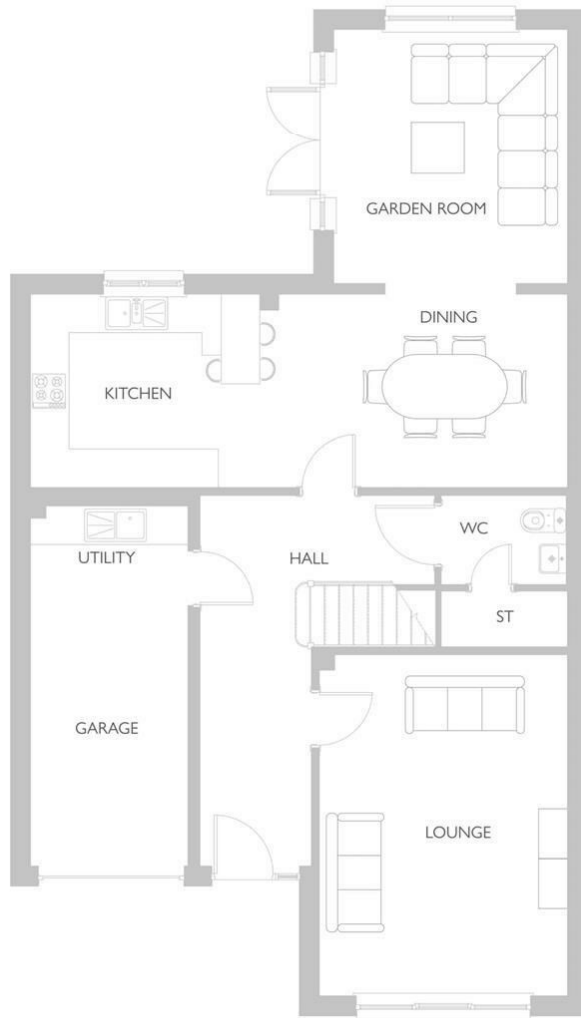 GARDEN ROOM
DINING
KITCHEN
WC
UTILITY
HALL
ST
GARAGE
LOUNGE